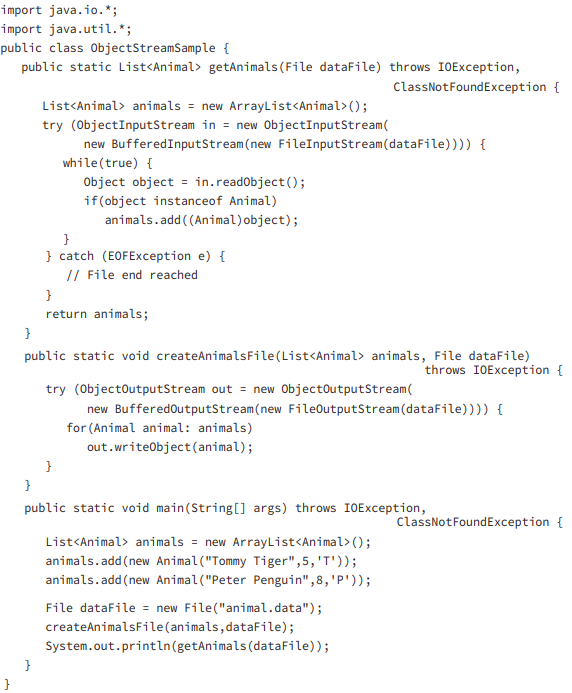 import java.io.*;
import java.util.*;
public class ObjectStreamSample {
public static List<Animal> getAnimals(File dataFile) throws IOException,
ClassNotFoundException {
List<Animal> animals = new ArrayList<Animal>();
try (ObjectInputStream in = new ObjectInputStream(
new BufferedInputStream(new FileInputStream(dataFile)))) {
while(true) {
Object object = in.readObject();
if(object instanceof Animal)
animals.add((Animal)object);
}
} catch (EOFException e) {
// File end reached
}
return animals;
}
public static void createAnimalsFile(List<Animal> animals, File dataFile)
throws IOException {
try (ObjectOutputStream out = new ObjectOutputStream(
new BufferedOutputStream(new FileOutputStream(dataFile)))) {
for(Animal animal: animals)
out.writeObject(animal);
}
}
public static void main(String[] args) throws IOException,
ClassNotFoundException {
List<Animal> animals = new ArrayList<Animal>();
animals.add(new Animal("Tommy Tiger",5,'T'));
animals.add(new Animal("Peter Penguin",8,'P'));
File dataFile = new File("animal.data");
createAnimalsFile(animals,dataFile);
System.out.println(getAnimals(dataFile));
}
}